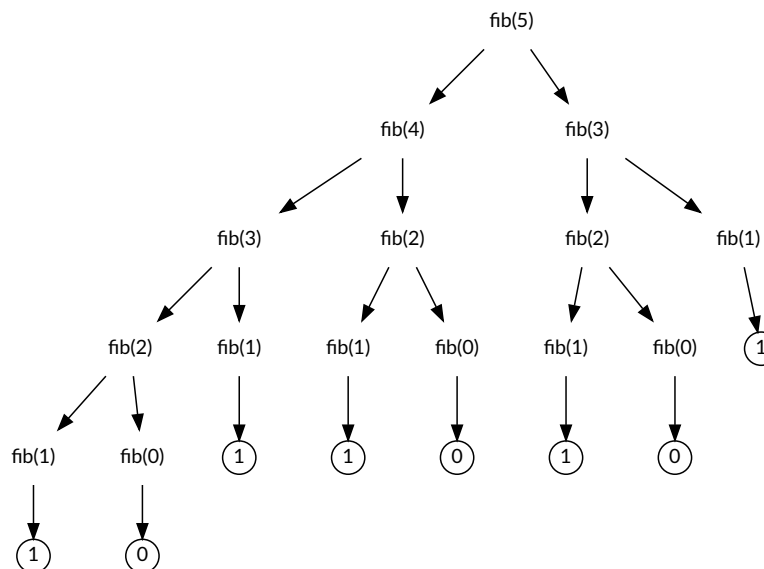 fib(5)
fib(4) fib(3)
fib(3) fib(2) fib(2) fib(1)
fib(2) fib(1) fib(1) fib(0) fib(1) fib(0) 1
fib(1) fib(0) 1 1 0 1 0
1 0